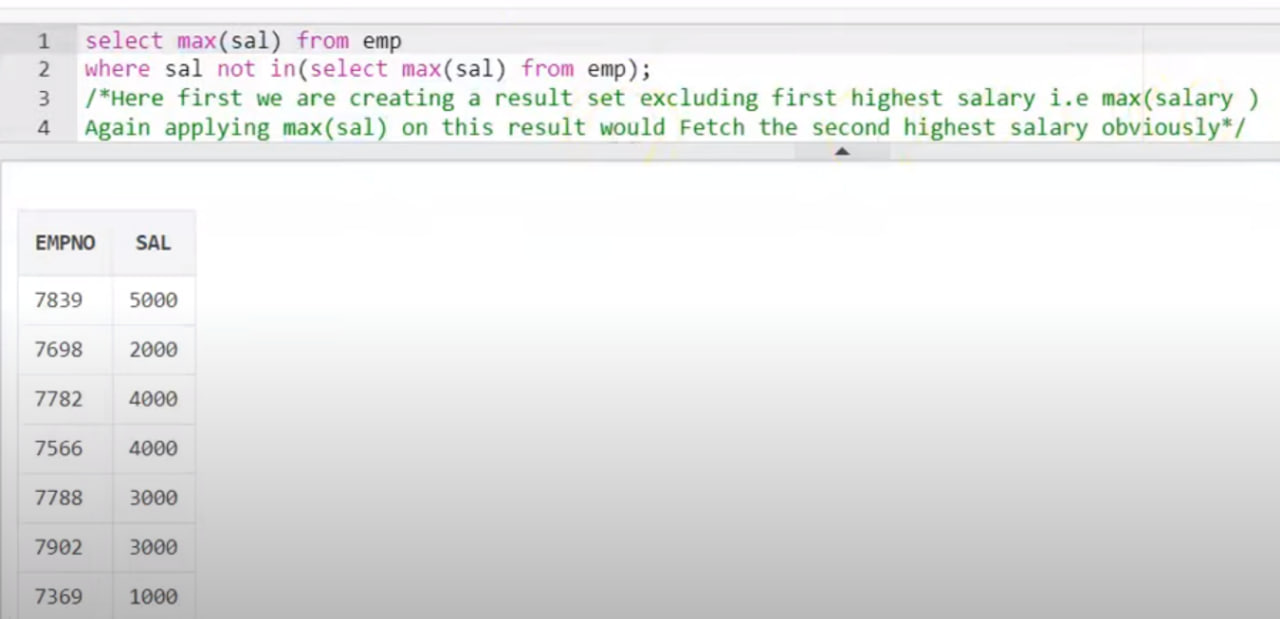 1 select max(sal) from emp
2 where sal not in(select max(sal) from emp);
3 /*Here first we are creating a result set excluding first highest salary i.e max(salary )
4 Again applying max(sal) on this result would Fetch the second highest salary obviously*/
EMPNO SAL
7839 5000
7698 2000
7782 4000
7566 4000
7788 3000
7902 3000
7369 1000